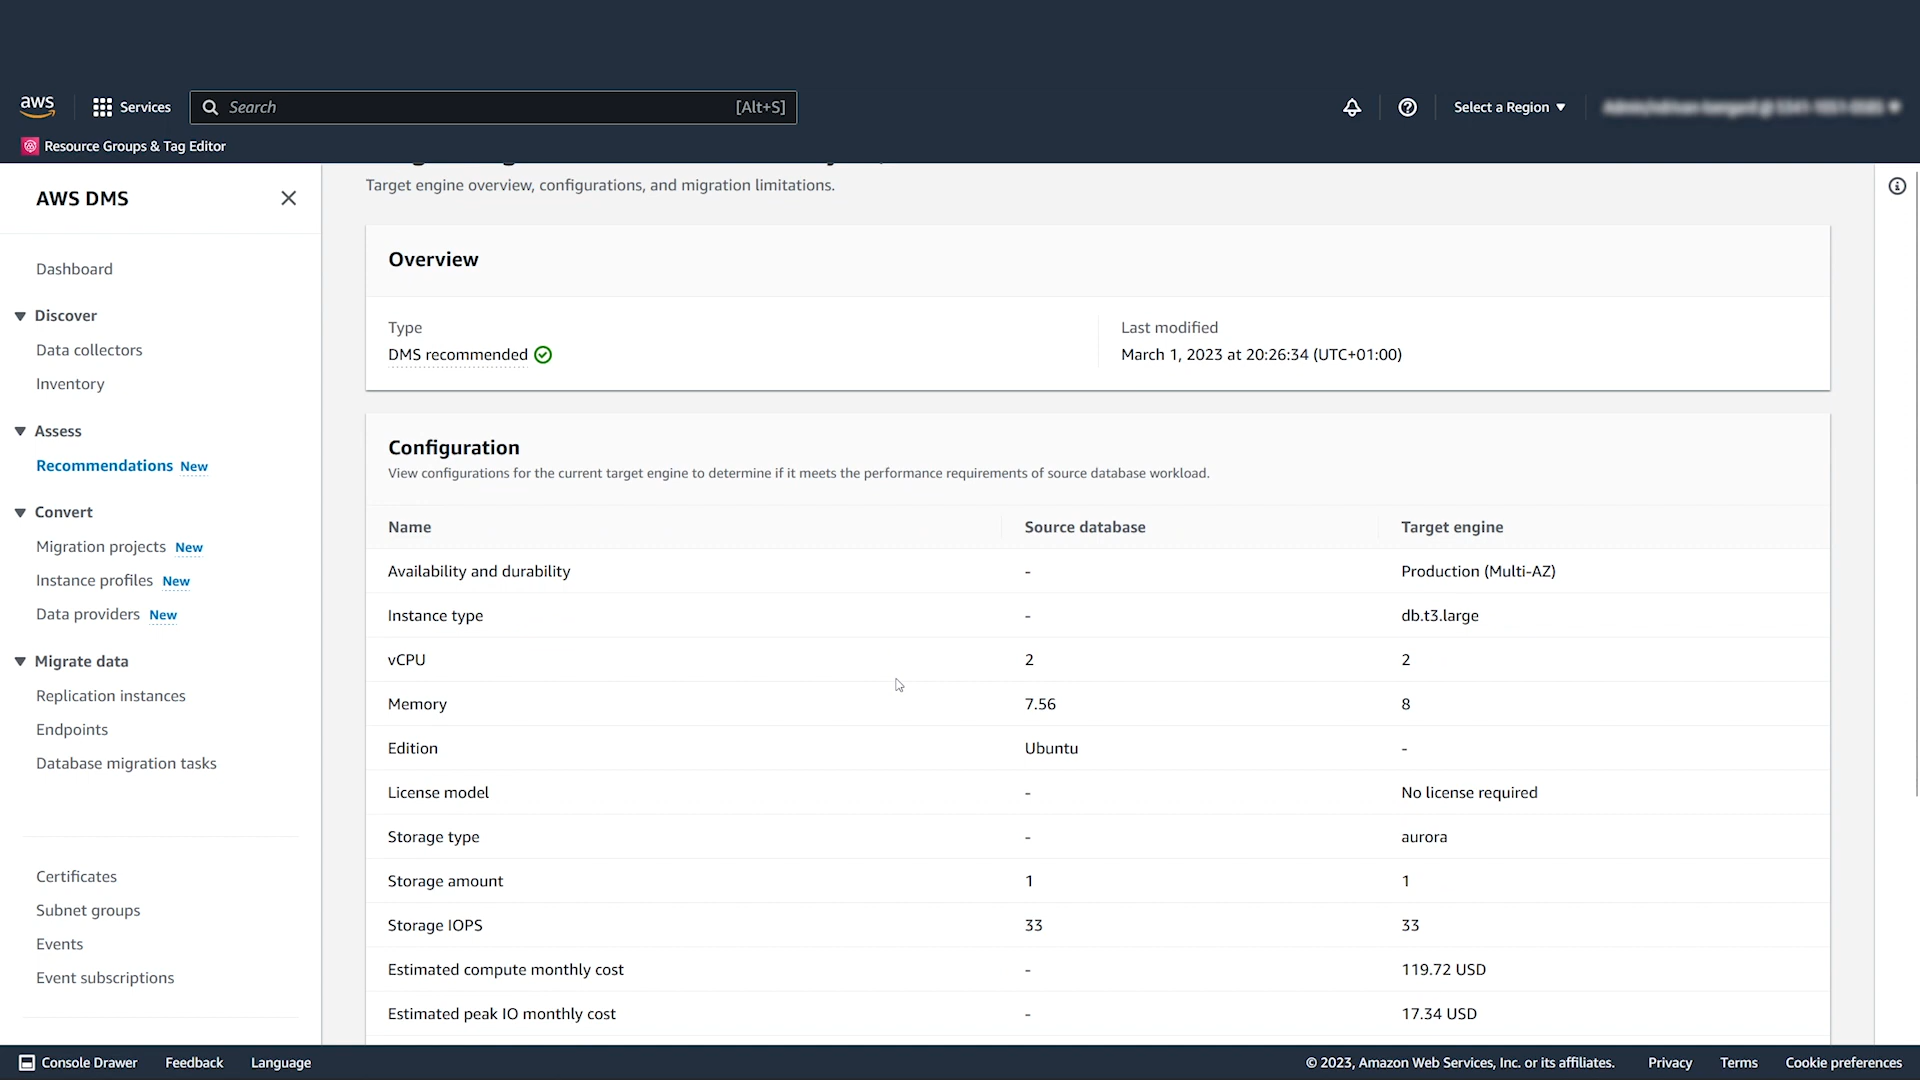 aws
Services
Search
[Alt+S]
Select a Region
Resource Groups & Tag Editor
AWS DMS
Dashboard
Discover
Data collectors
Inventory
Assess
Recommendations New
Convert
Migration projects New
Instance profiles New
Data providers New
Migrate data
Replication instances
Endpoints
Database migration tasks
Certificates
Subnet groups
Events
Event subscriptions
Target engine overview, configurations, and migration limitations.
Overview
Type
DMS recommended
Last modified
March 1, 2023 at 20:26:34 (UTC+01:00)
Configuration
View configurations for the current target engine to determine if it meets the performance requirements of source database workload.
Name Source database Target engine
Availability and durability - Production (Multi-AZ)
Instance type - db.t3.large
vCPU 2 2
Memory 7.56 8
Edition Ubuntu -
License model - No license required
Storage type - aurora
Storage amount 1 1
Storage IOPS 33 33
Estimated compute monthly cost - 119.72 USD
Estimated peak IO monthly cost - 17.34 USD
Console Drawer
Feedback
Language
© 2023, Amazon Web Services, Inc. or its affiliates.
Privacy
Terms
Cookie preferences